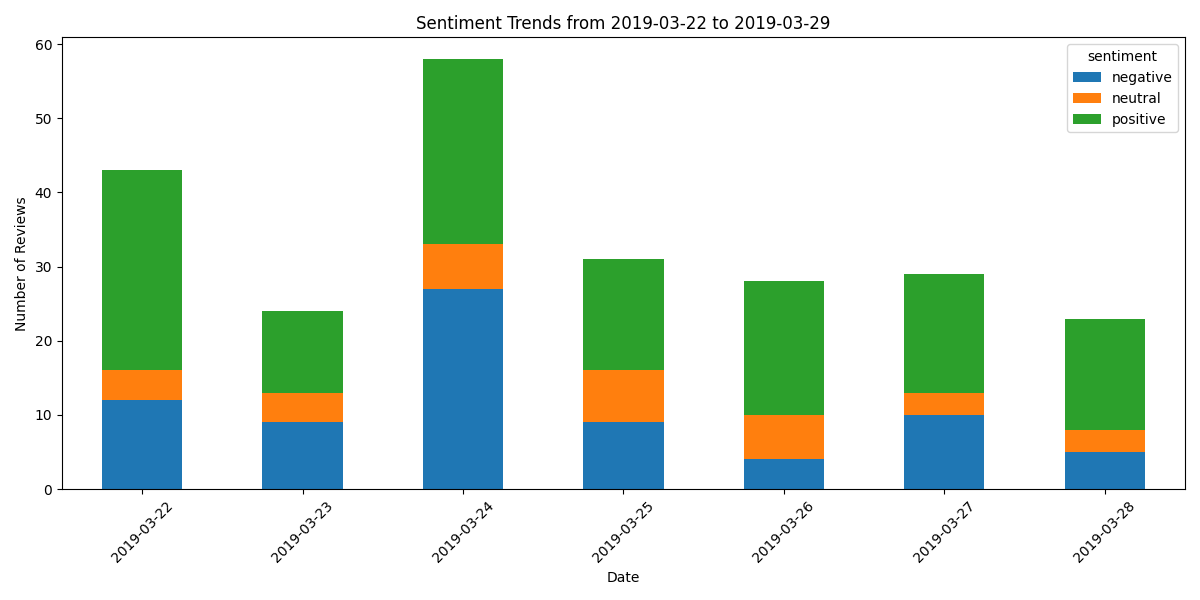 Sentiment Trends from 2019-03-22 to 2019-03-29
sentiment
negative
neutral
positive
Number of Reviews
60
50
40
30
20
10
0
2019-03-22
2019-03-23
2019-03-24
2019-03-25
2019-03-26
2019-03-27
2019-03-28
Date